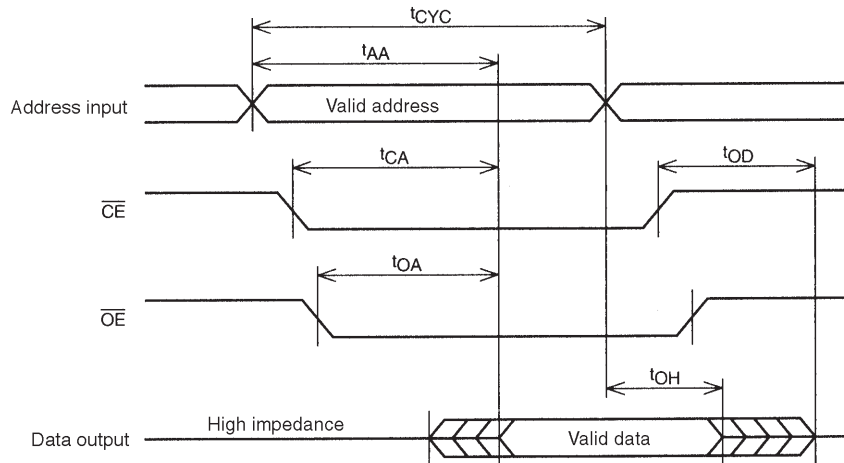 tCYC
tAA
Address input
Valid address
tCA
tOD
CE
tOA
OE
tOH
High impedance
Data output
Valid data